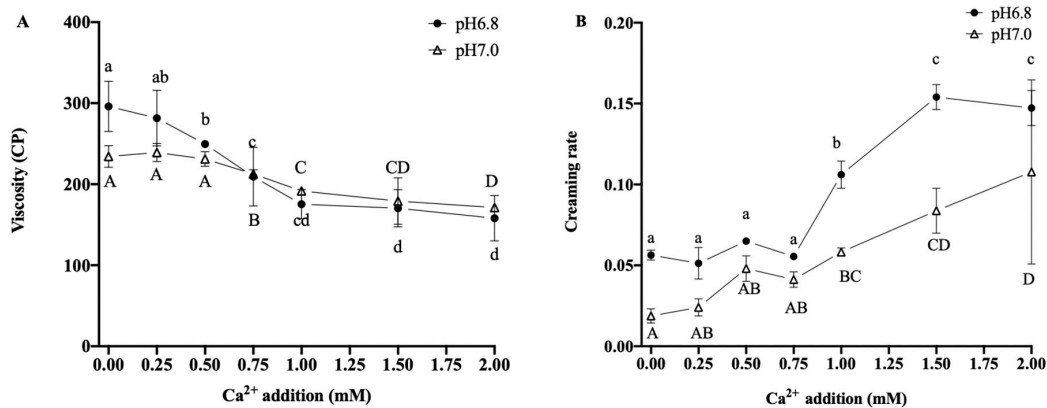 A
pH6.8
pH7.0
Viscosity (CP)
400
300
200
100
0
a
ab
b
c
C
CD
D
A
A
A
B
cd
d
d
0.00 0.25 0.50 0.75 1.00 1.25 1.50 1.75 2.00
Ca²⁺ addition (mM)
B
pH6.8
pH7.0
Creaming rate
0.20
0.15
0.10
0.05
0.00
a
a
a
a
b
c
c
A
AB
AB
AB
BC
CD
D
0.00 0.25 0.50 0.75 1.00 1.25 1.50 1.75 2.00
Ca²⁺ addition (mM)